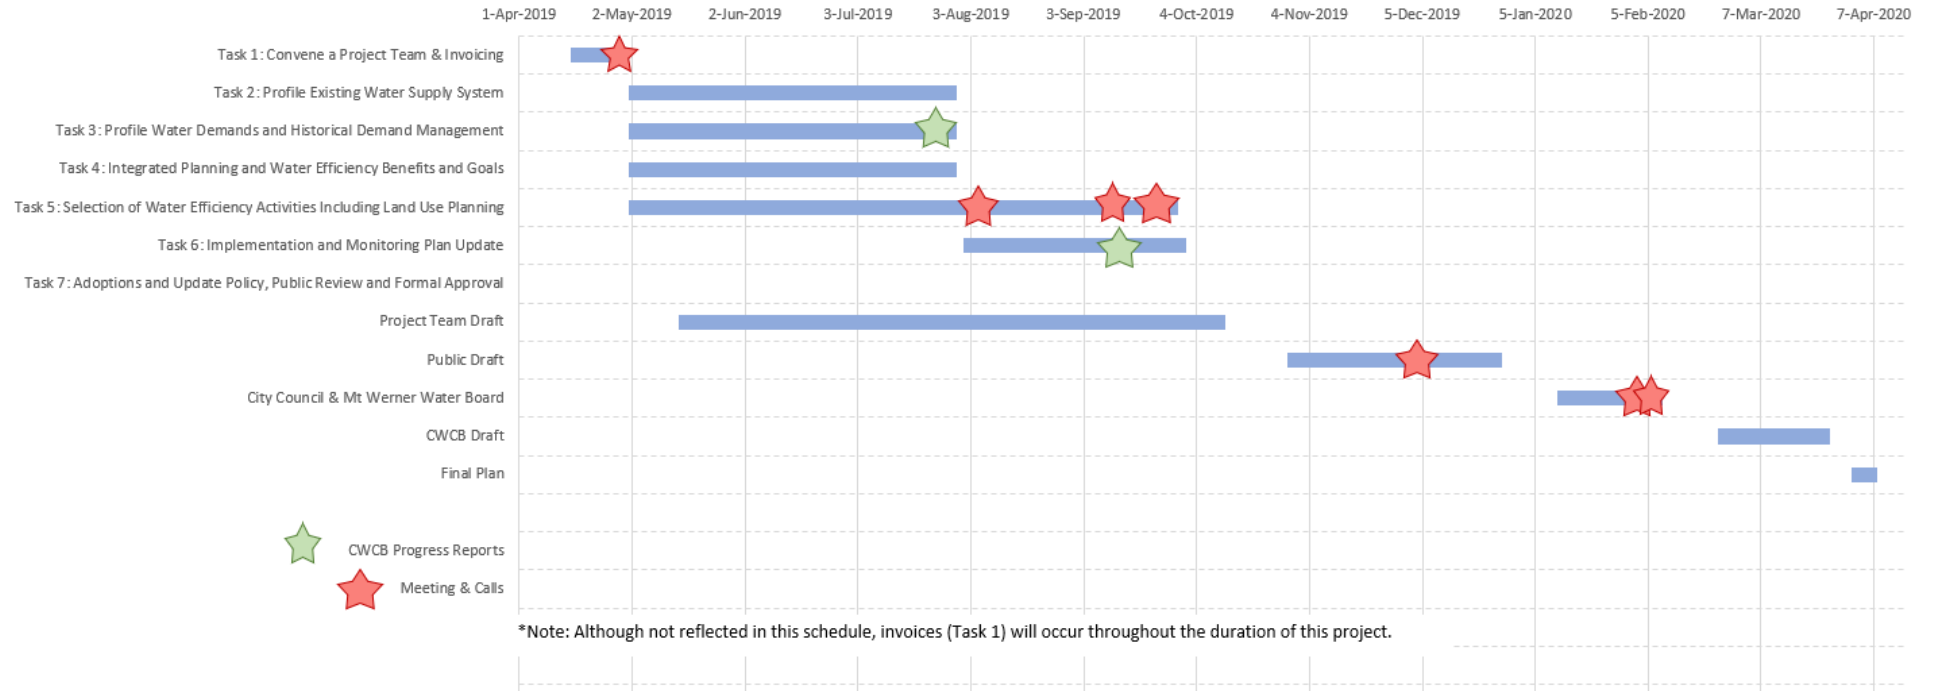 1-Apr-2019 2-May-2019 2-Jun-2019 3-Jul-2019 3-Aug-2019 3-Sep-2019 4-Oct-2019 4-Nov-2019 5-Dec-2019 5-Jan-2020 5-Feb-2020 7-Mar-2020 7-Apr-2020
Task 1: Convene a Project Team & Invoicing
Task 2: Profile Existing Water Supply System
Task 3: Profile Water Demands and Historical Demand Management
Task 4: Integrated Planning and Water Efficiency Benefits and Goals
Task 5: Selection of Water Efficiency Activities Including Land Use Planning
Task 6: Implementation and Monitoring Plan Update
Task 7: Adoptions and Update Policy, Public Review and Formal Approval
Project Team Draft
Public Draft
City Council & Mt Werner Water Board
CWCB Draft
Final Plan
CWCB Progress Reports
Meeting & Calls
*Note: Although not reflected in this schedule, invoices (Task 1) will occur throughout the duration of this project.